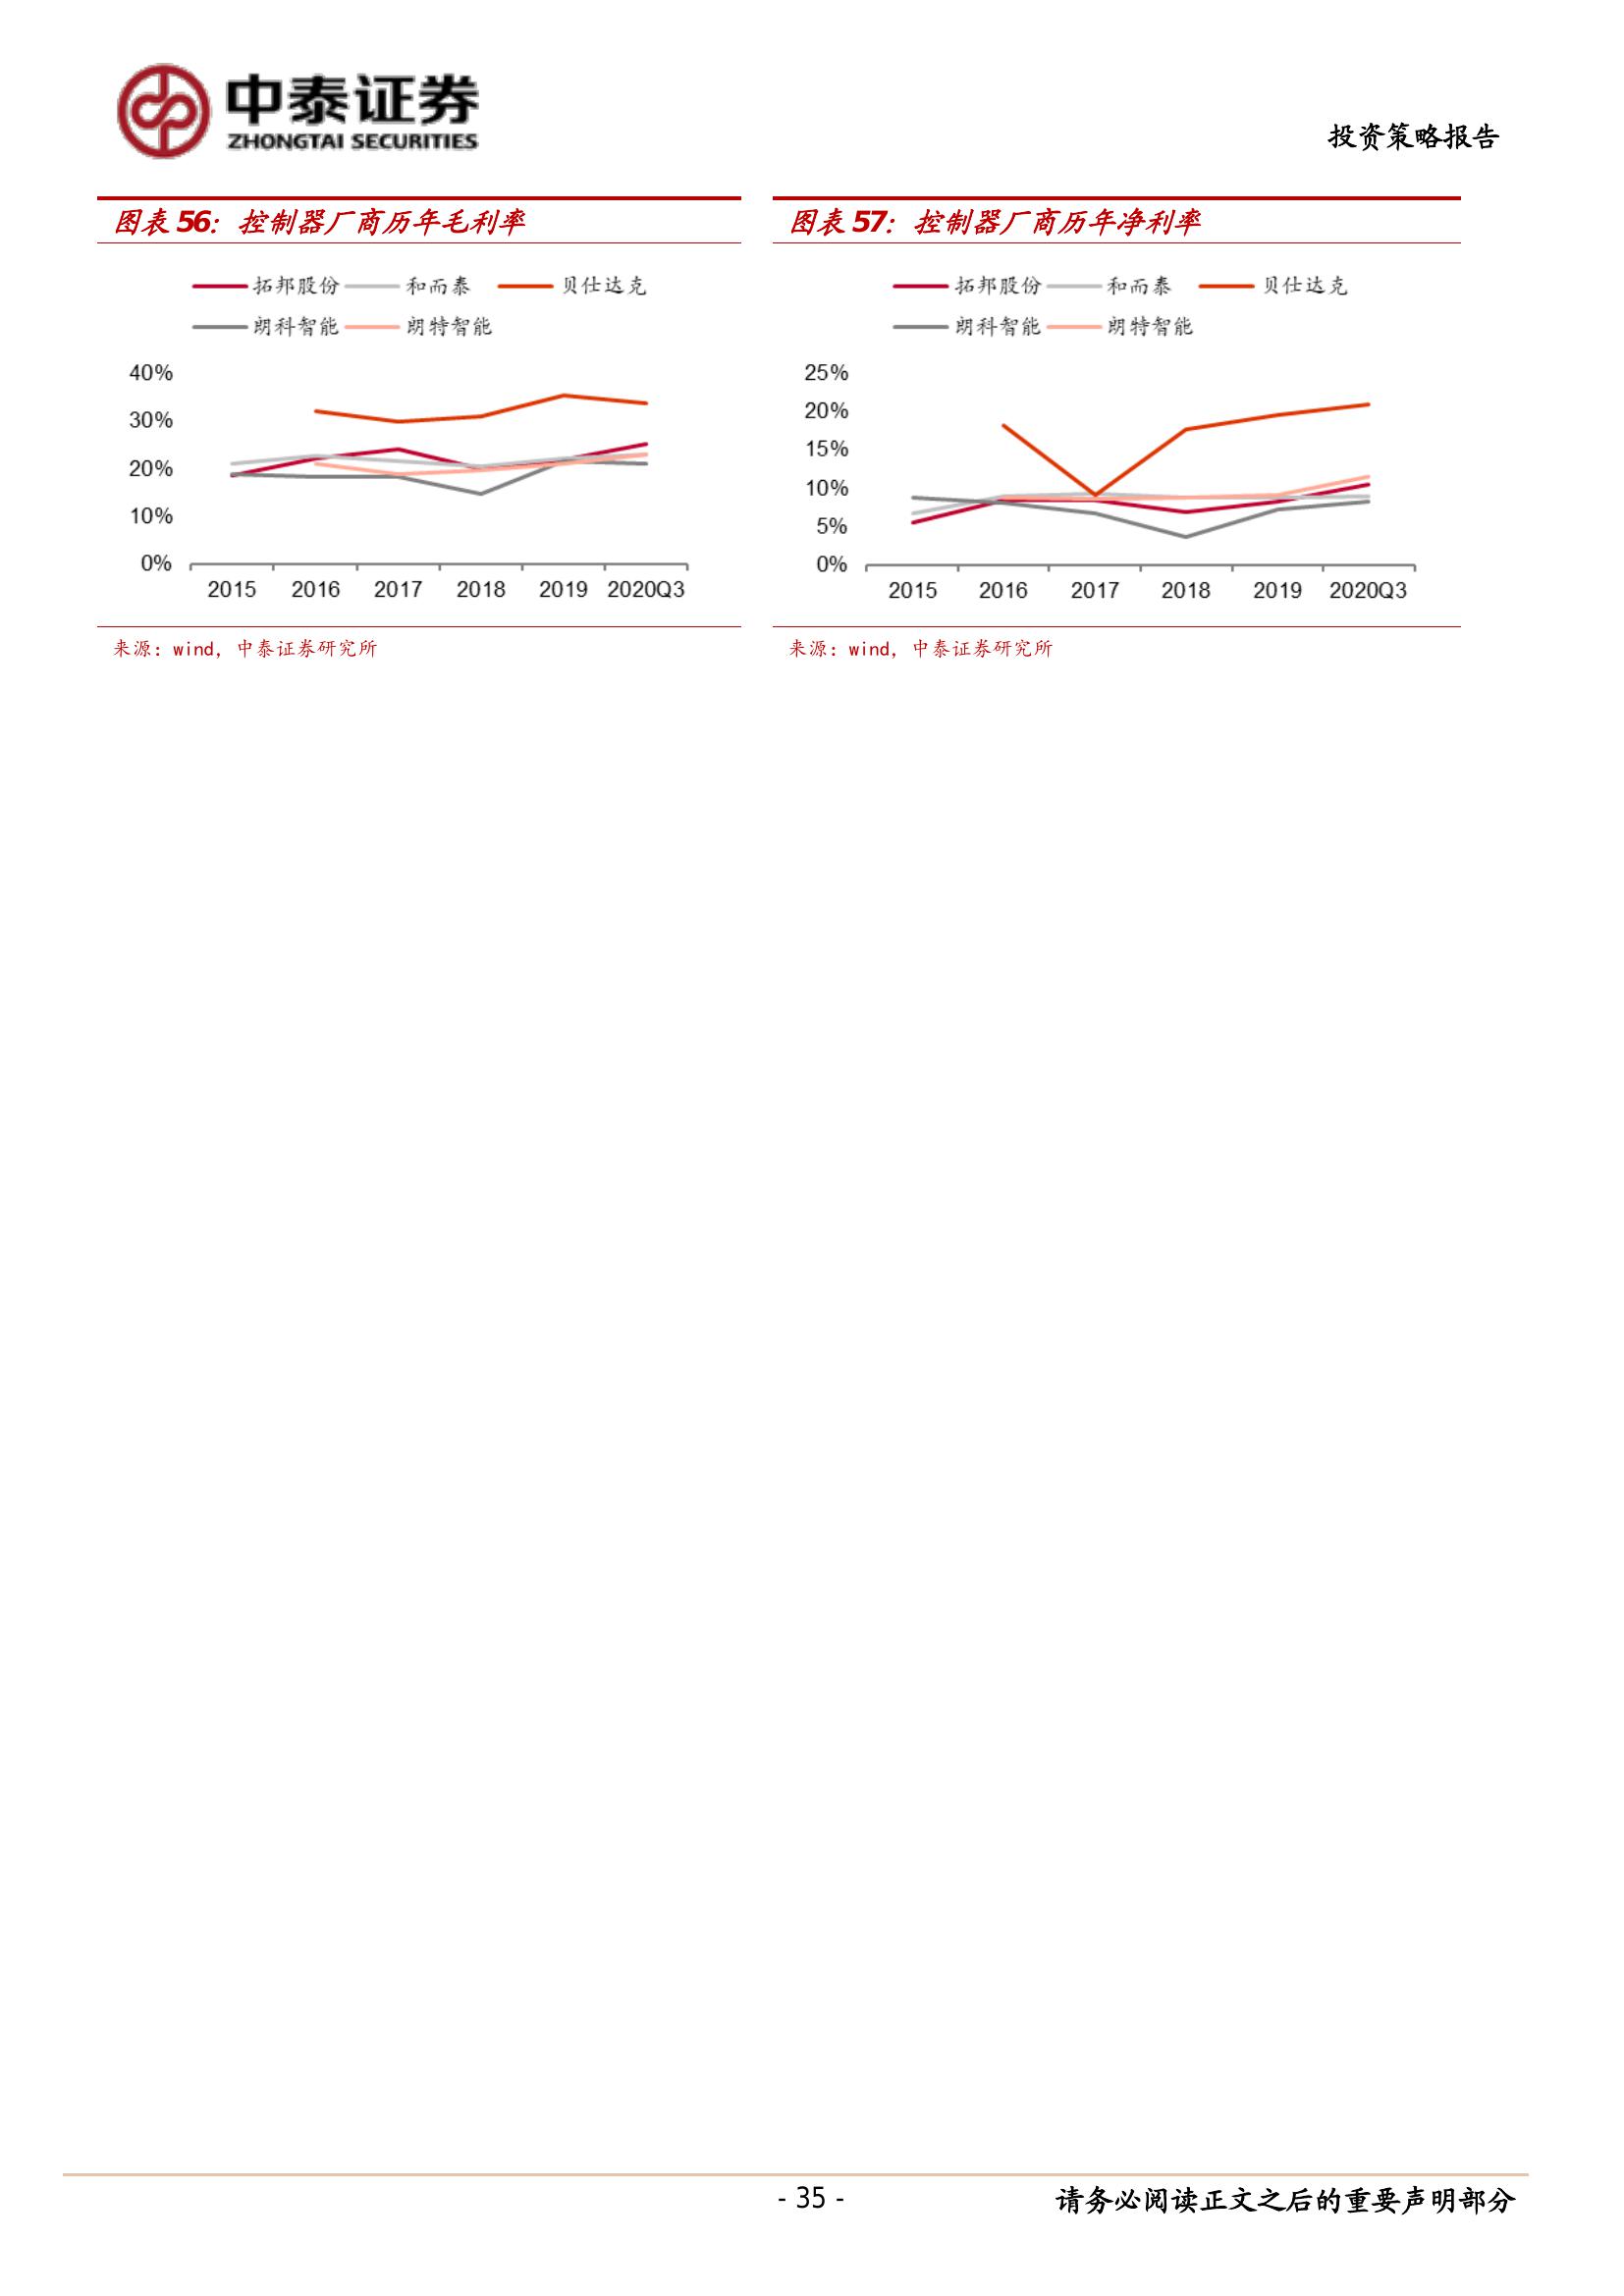 中泰证券
ZHONGTAI SECURITIES
投资策略报告
图表 56：控制器厂商历年毛利率
拓邦股份 和而泰 贝仕达克
朗科智能 朗特智能
40%
30%
20%
10%
0%
2015 2016 2017 2018 2019 2020Q3
来源：wind，中泰证券研究所
图表 57：控制器厂商历年净利率
拓邦股份 和而泰 贝仕达克
朗科智能 朗特智能
25%
20%
15%
10%
5%
0%
2015 2016 2017 2018 2019 2020Q3
来源：wind，中泰证券研究所
- 35 -
请务必阅读正文之后的重要声明部分